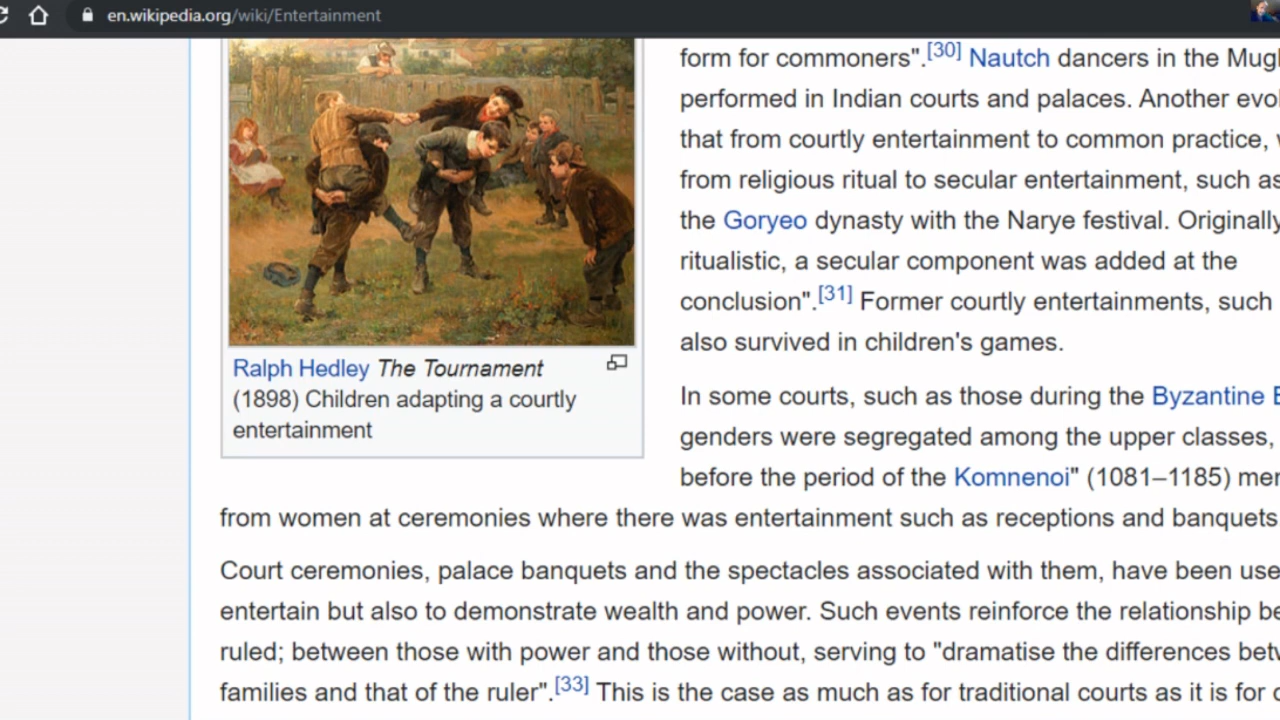 en.wikipedia.org/wiki/Entertainment
form for commoners".[30] Nautch dancers in the
performed in Indian courts and palaces. Another
that from courtly entertainment to common practice,
from religious ritual to secular entertainment, such as
the Goryeo dynasty with the Narye festival. Originally
ritualistic, a secular component was added at the
conclusion".[31] Former courtly entertainments, such
also survived in children's games.
Ralph Hedley The Tournament
(1898) Children adapting a courtly
entertainment
In some courts, such as those during the Byzantine
genders were segregated among the upper classes,
before the period of the Komnenoi" (1081–1185)
from women at ceremonies where there was entertainment such as receptions and banquets
Court ceremonies, palace banquets and the spectacles associated with them, have been
entertain but also to demonstrate wealth and power. Such events reinforce the relationship
ruled; between those with power and those without, serving to "dramatise the differences
families and that of the ruler".[33] This is the case as much as for traditional courts as it is for